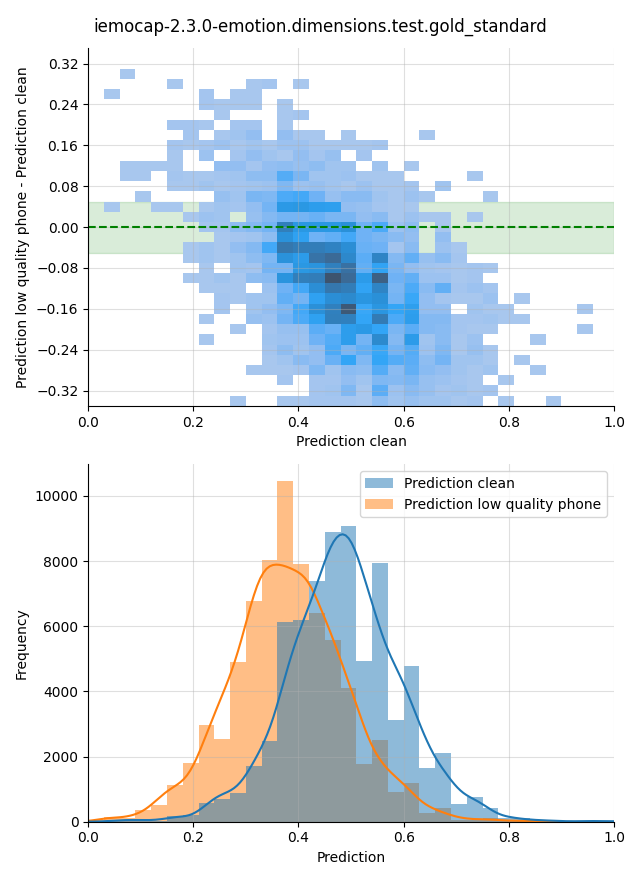 iemocap-2.3.0-emotion.dimensions.test.gold_standard
Prediction low quality phone - Prediction clean
0.32
0.24
0.16
0.08
0.00
−0.08
−0.16
−0.24
−0.32
0.0 0.2 0.4 0.6 0.8 1.0
Prediction clean
Prediction clean
Prediction low quality phone
Frequency
10000
8000
6000
4000
2000
0
0.0 0.2 0.4 0.6 0.8 1.0
Prediction